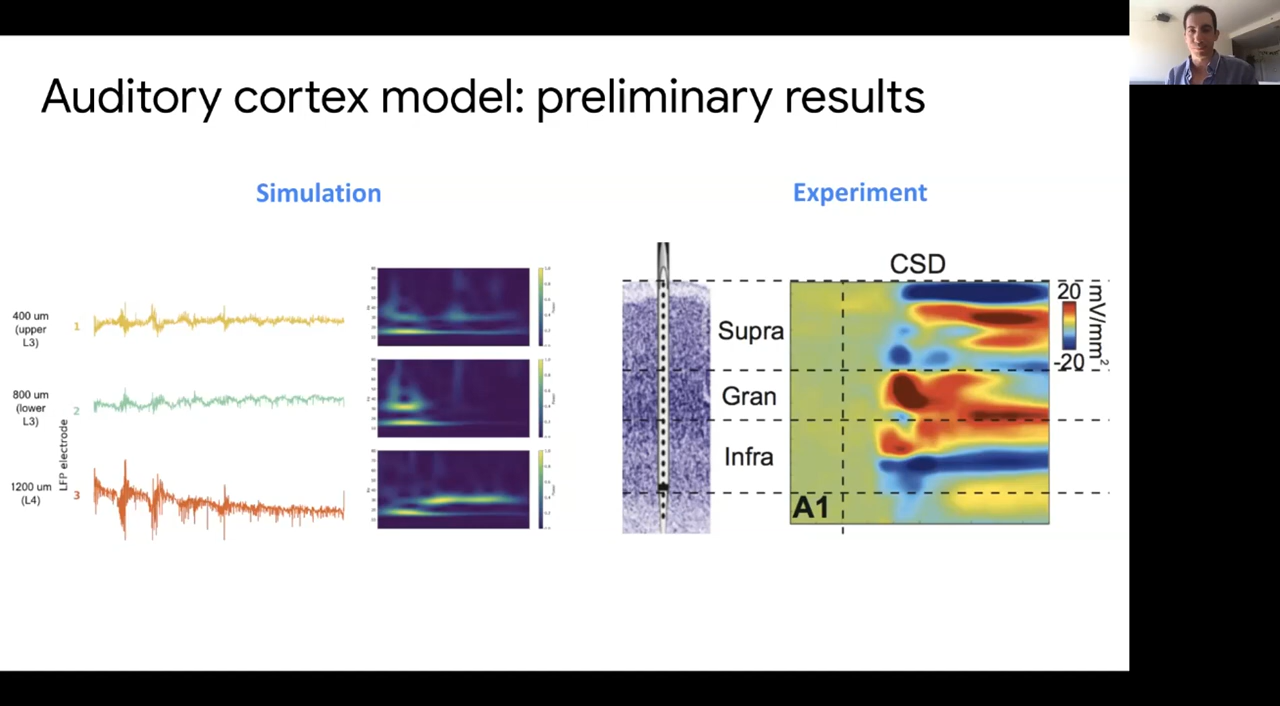 Auditory cortex model: preliminary results
Simulation
Experiment
400 um
(upper
L3)
1
800 um
(lower
L3)
2
LFP electrode
1200 um
(L4)
3
CSD
Supra
Gran
Infra
A1
20
-20
mV/mm²